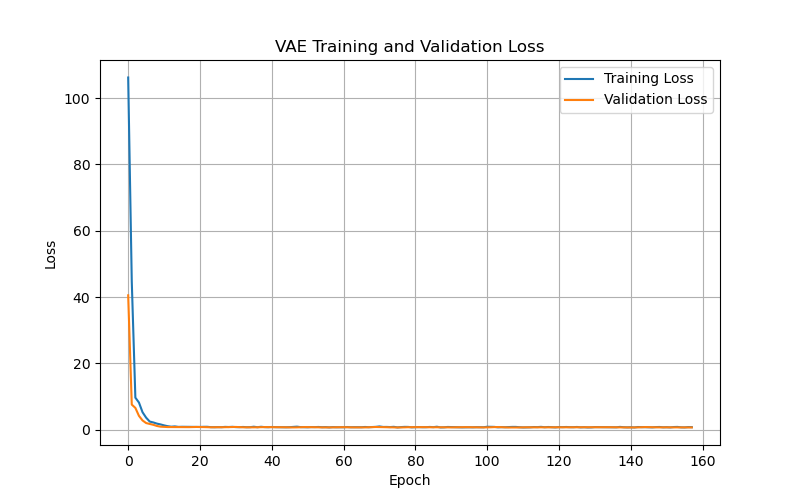 VAE Training and Validation Loss
Training Loss
Validation Loss
100
80
60
40
20
0
Loss
0 20 40 60 80 100 120 140 160
Epoch